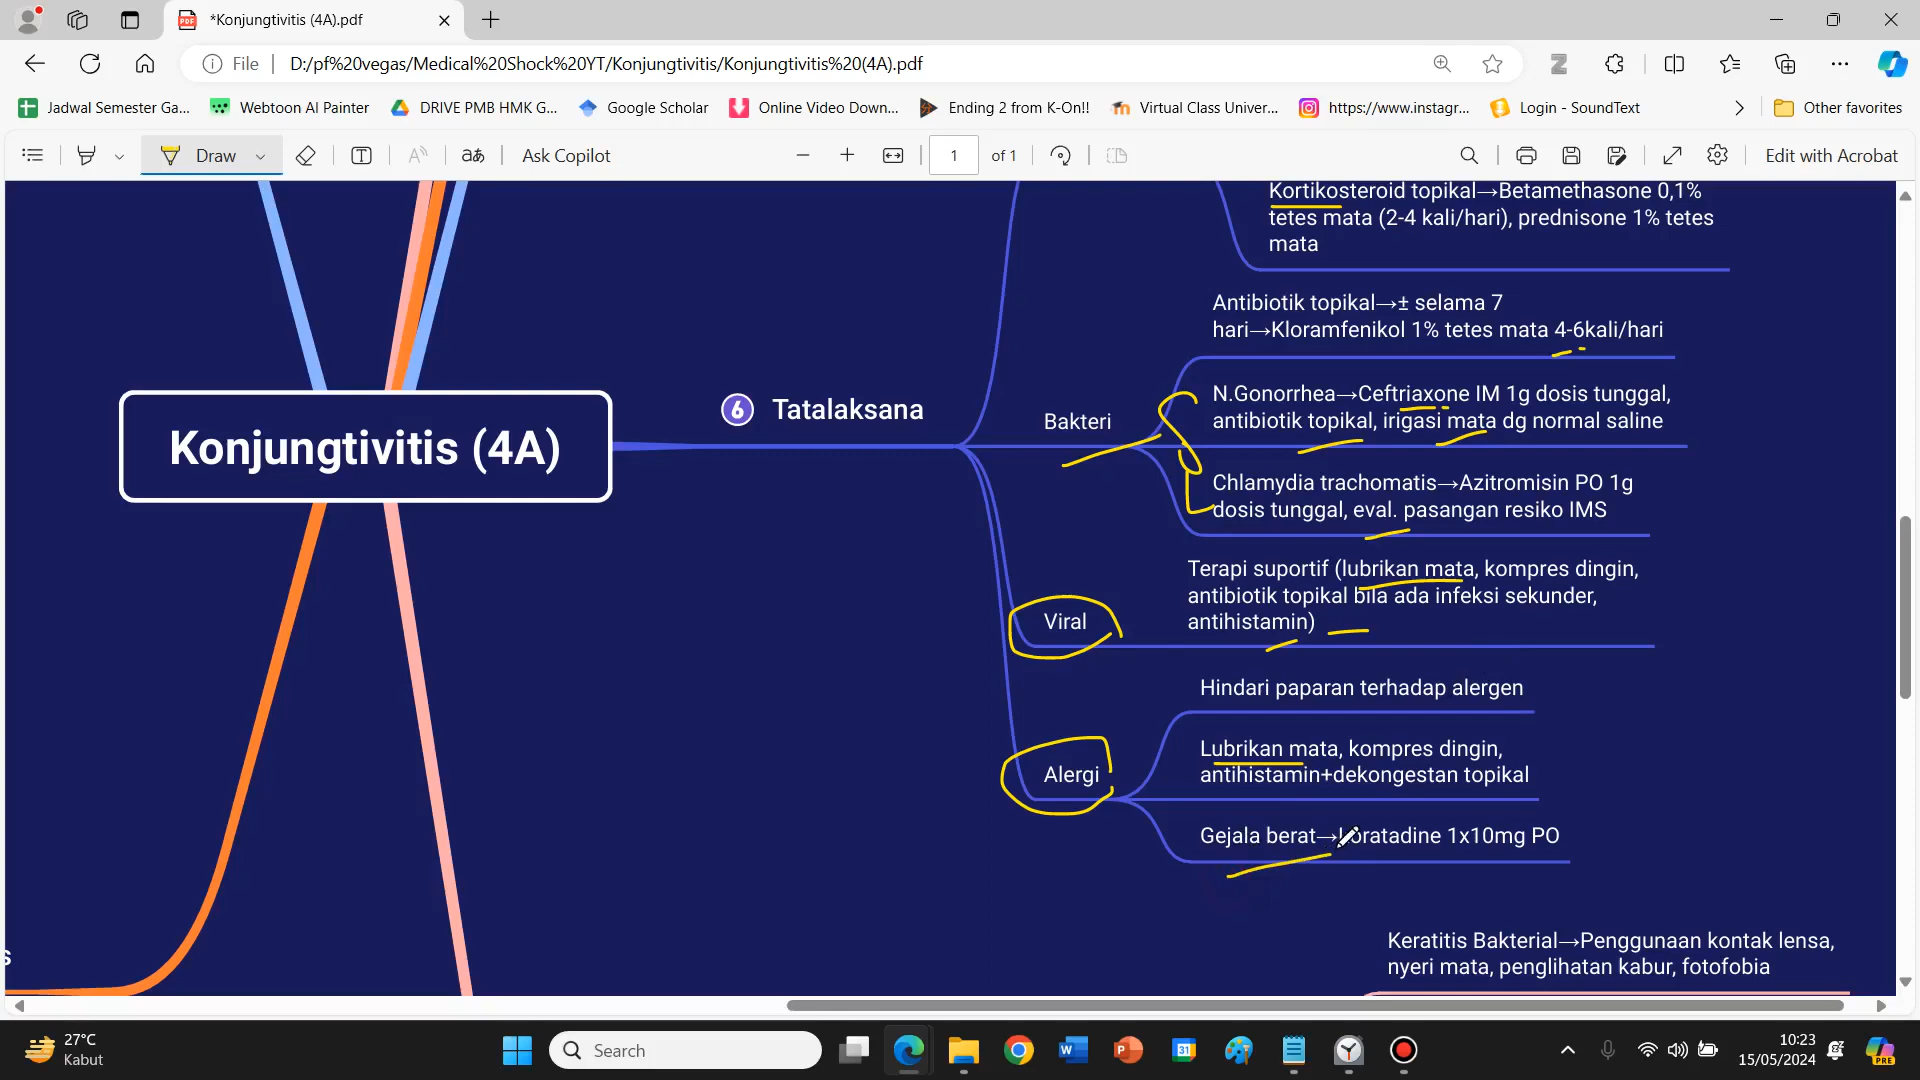 *Konjungtivitis (4A).pdf
File
D:/pf%20vegas/Medical%20Shock%20YT/Konjungtivitis/Konjungtivitis%20(4A).pdf
Jadwal Semester Ga...
Webtoon AI Painter
DRIVE PMB HMK G...
Google Scholar
Online Video Down...
Ending 2 from K-On!!
Virtual Class Univer...
https://www.instagr...
Login - SoundText
Other favorites
Draw
Ask Copilot
1
of 1
Edit with Acrobat
Kortikosteroid topikal→Betamethasone 0,1%
tetes mata (2-4 kali/hari), prednisone 1% tetes
mata
Antibiotik topikal→± selama 7
hari→Kloramfenikol 1% tetes mata 4-6kali/hari
Konjungtivitis (4A)
6 Tatalaksana
Bakteri
N.Gonorrhea→Ceftriaxone IM 1g dosis tunggal,
antibiotik topikal, irigasi mata dg normal saline
Chlamydia trachomatis→Azitromisin PO 1g
dosis tunggal, eval. pasangan resiko IMS
Viral
Terapi suportif (lubrikan mata, kompres dingin,
antibiotik topikal bila ada infeksi sekunder,
antihistamin)
Alergi
Hindari paparan terhadap alergen
Lubrikan mata, kompres dingin,
antihistamin+dekongestan topikal
Gejala berat→Loratadine 1x10mg PO
Keratitis Bakterial→Penggunaan kontak lensa,
nyeri mata, penglihatan kabur, fotofobia
s
27°C
Kabut
Search
10:23
15/05/2024